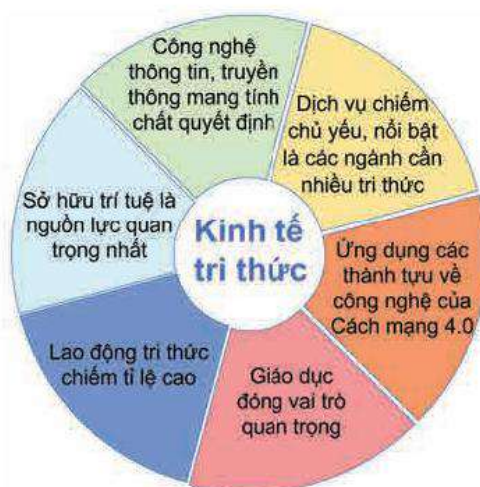 Công nghệ
thông tin, truyền
thông mang tính
chất quyết định
Dịch vụ chiếm
chủ yếu, nổi bật
là các ngành cần
nhiều tri thức
Ứng dụng các
thành tựu về
công nghệ của
Cách mạng 4.0
Giáo dục
đóng vai trò
quan trọng
Lao động tri thức
chiếm tỉ lệ cao
Sở hữu trí tuệ là
nguồn lực quan
trọng nhất
Kinh tế
tri thức